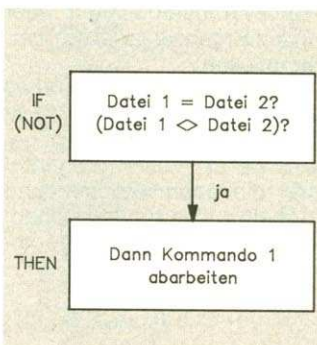 IF
(NOT)
Datei 1 = Datei 2?
(Datei 1 <> Datei 2)?
ja
THEN
Dann Kommando 1
abarbeiten